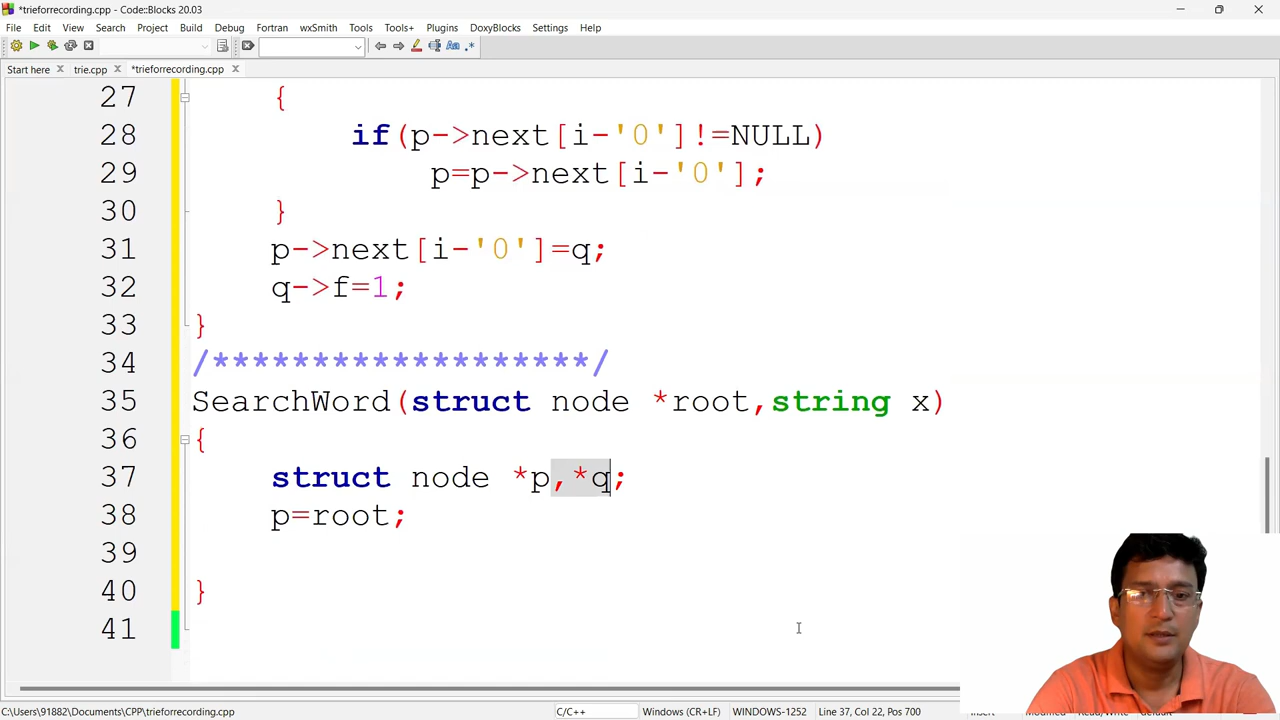 *trieforrecording.cpp - Code::Blocks 20.03
File Edit View Search Project Build Debug Fortran wxSmith Tools Tools+ Plugins DoxyBlocks Settings Help
Start here trie.cpp *trieforrecording.cpp
27 {
28 if(p->next[i-'0']!=NULL)
29 p=p->next[i-'0'];
30 }
31 p->next[i-'0']=q;
32 q->f=1;
33 }
34 /*******************/
35 SearchWord(struct node *root,string x)
36 {
37 struct node *p,*q;
38 p=root;
39
40 }
41
C:\Users\91882\Documents\CPP\trieforrecording.cpp C/C++ Windows (CR+LF) WINDOWS-1252 Line 37, Col 22, Pos 700